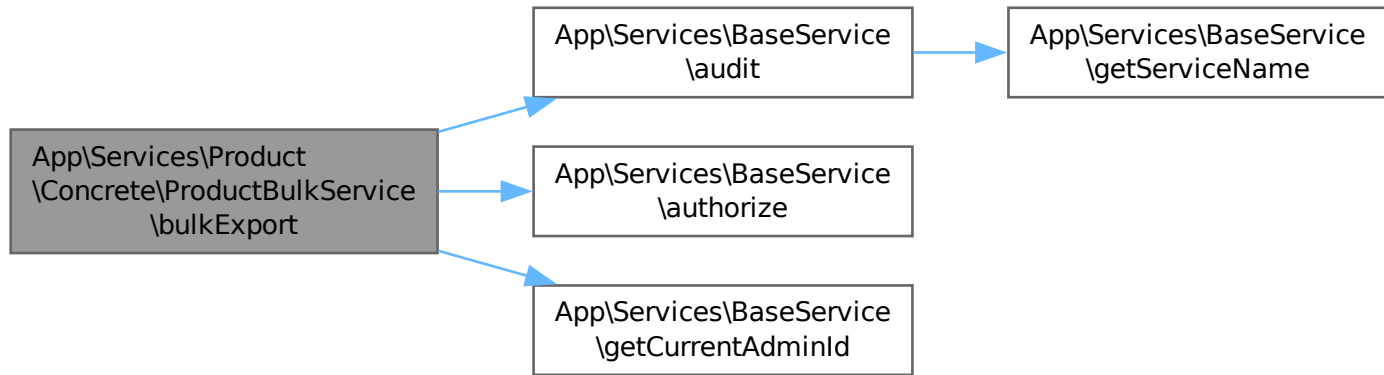 App\Services\Product
\Concrete\ProductBulkService
\bulkExport
App\Services\BaseService
\audit
App\Services\BaseService
\getServiceName
App\Services\BaseService
\authorize
App\Services\BaseService
\getCurrentAdminId